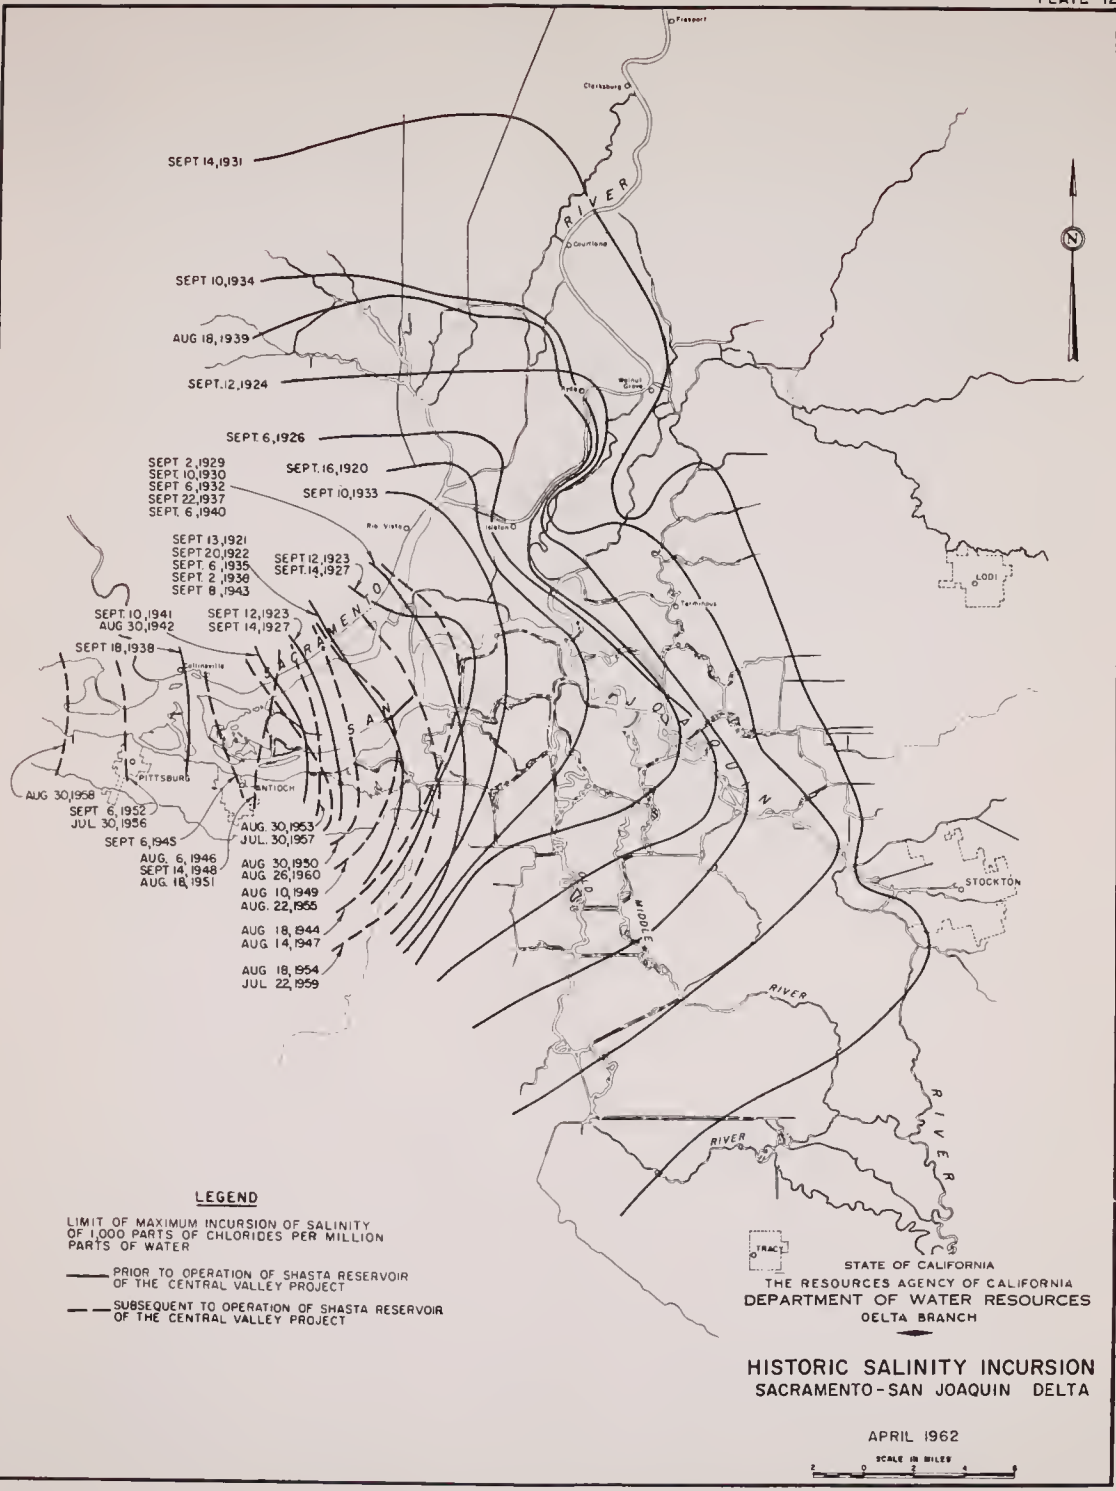 PLATE 12
Freeport
Clarksburg
SEPT 14,1931
RIVER
Courtland
SEPT 10,1934
AUG 18,1939
SEPT. 12,1924
Ryde
Walnut
Grove
SEPT. 6,1926
SEPT. 16,1920
SEPT 10,1933
SEPT 2,1929
SEPT. 10,1930
SEPT 6,1932
SEPT 22,1937
SEPT. 6,1940
Rio Vista
Isleton
SEPT 13,1921
SEPT 20,1922
SEPT. 6,1935
SEPT. 2,1936
SEPT 8,1943
SEPT 12,1923
SEPT. 14,1927
LODI
SEPT. 10,1941
AUG 30,1942
SEPT 12,1923
SEPT 14,1927
SEPT 18,1938
Terminous
Collinsville
SACRAMENTO
SAN
JOAQUIN
PITTSBURG
ANTIOCH
AUG 30,1958
SEPT 6,1952
JUL 30,1956
SEPT 6,1945
AUG. 6,1946
SEPT 14,1948
AUG. 18,1951
AUG. 30,1953
JUL. 30,1957
AUG 30,1950
AUG 26,1960
AUG 10,1949
AUG. 22,1955
AUG 18,1944
AUG 14,1947
AUG 18,1954
JUL 22,1959
STOCKTON
OLD
MIDDLE
RIVER
RIVER
RIVER
TRACY
LEGEND
LIMIT OF MAXIMUM INCURSION OF SALINITY
OF 1,000 PARTS OF CHLORIDES PER MILLION
PARTS OF WATER
PRIOR TO OPERATION OF SHASTA RESERVOIR
OF THE CENTRAL VALLEY PROJECT
SUBSEQUENT TO OPERATION OF SHASTA RESERVOIR
OF THE CENTRAL VALLEY PROJECT
STATE OF CALIFORNIA
THE RESOURCES AGENCY OF CALIFORNIA
DEPARTMENT OF WATER RESOURCES
DELTA BRANCH
HISTORIC SALINITY INCURSION
SACRAMENTO-SAN JOAQUIN DELTA
APRIL 1962
SCALE IN MILES
2 0 2 4 6